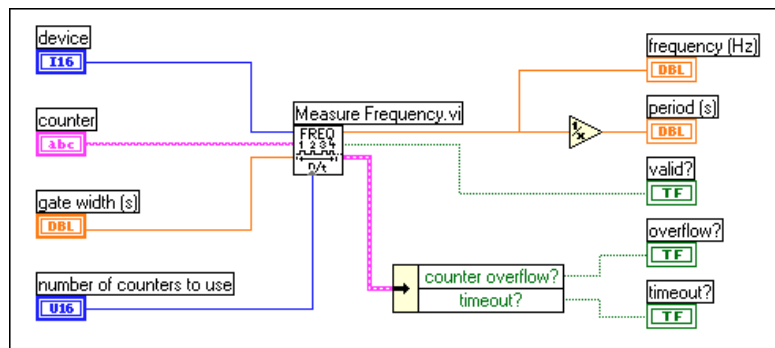 device
I16
counter
abc
gate width (s)
DBL
number of counters to use
U16
Measure Frequency.vi
FREQ
1 2 3 4
n/t
frequency (Hz)
DBL
1/x
period (s)
DBL
valid?
TF
counter overflow?
timeout?
overflow?
TF
timeout?
TF